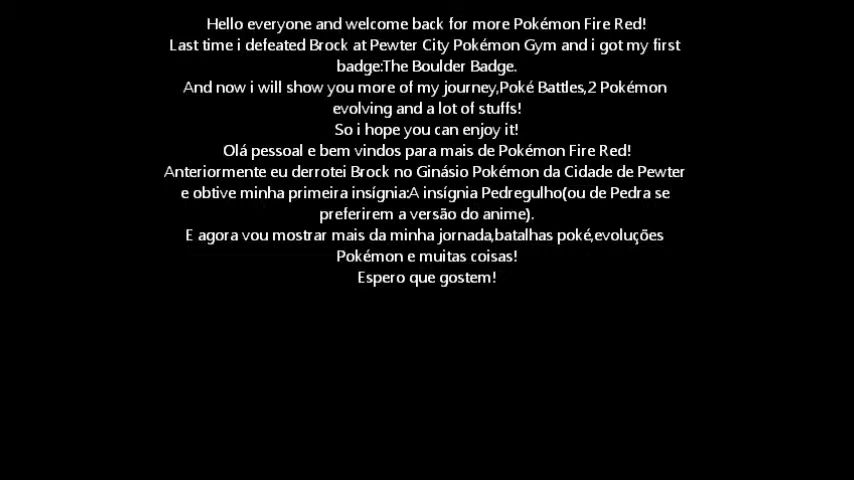 Hello everyone and welcome back for more Pokémon Fire Red!
Last time i defeated Brock at Pewter City Pokémon Gym and i got my first
badge:The Boulder Badge.
And now i will show you more of my journey,Poké Battles,2 Pokémon
evolving and a lot of stuffs!
So i hope you can enjoy it!
Olá pessoal e bem vindos para mais de Pokémon Fire Red!
Anteriormente eu derrotei Brock no Ginásio Pokémon da Cidade de Pewter
e obtive minha primeira insígnia:A insígnia Pedregulho(ou de Pedra se
preferirem a versão do anime).
E agora vou mostrar mais da minha jornada,batalhas poké,evoluções
Pokémon e muitas coisas!
Espero que gostem!